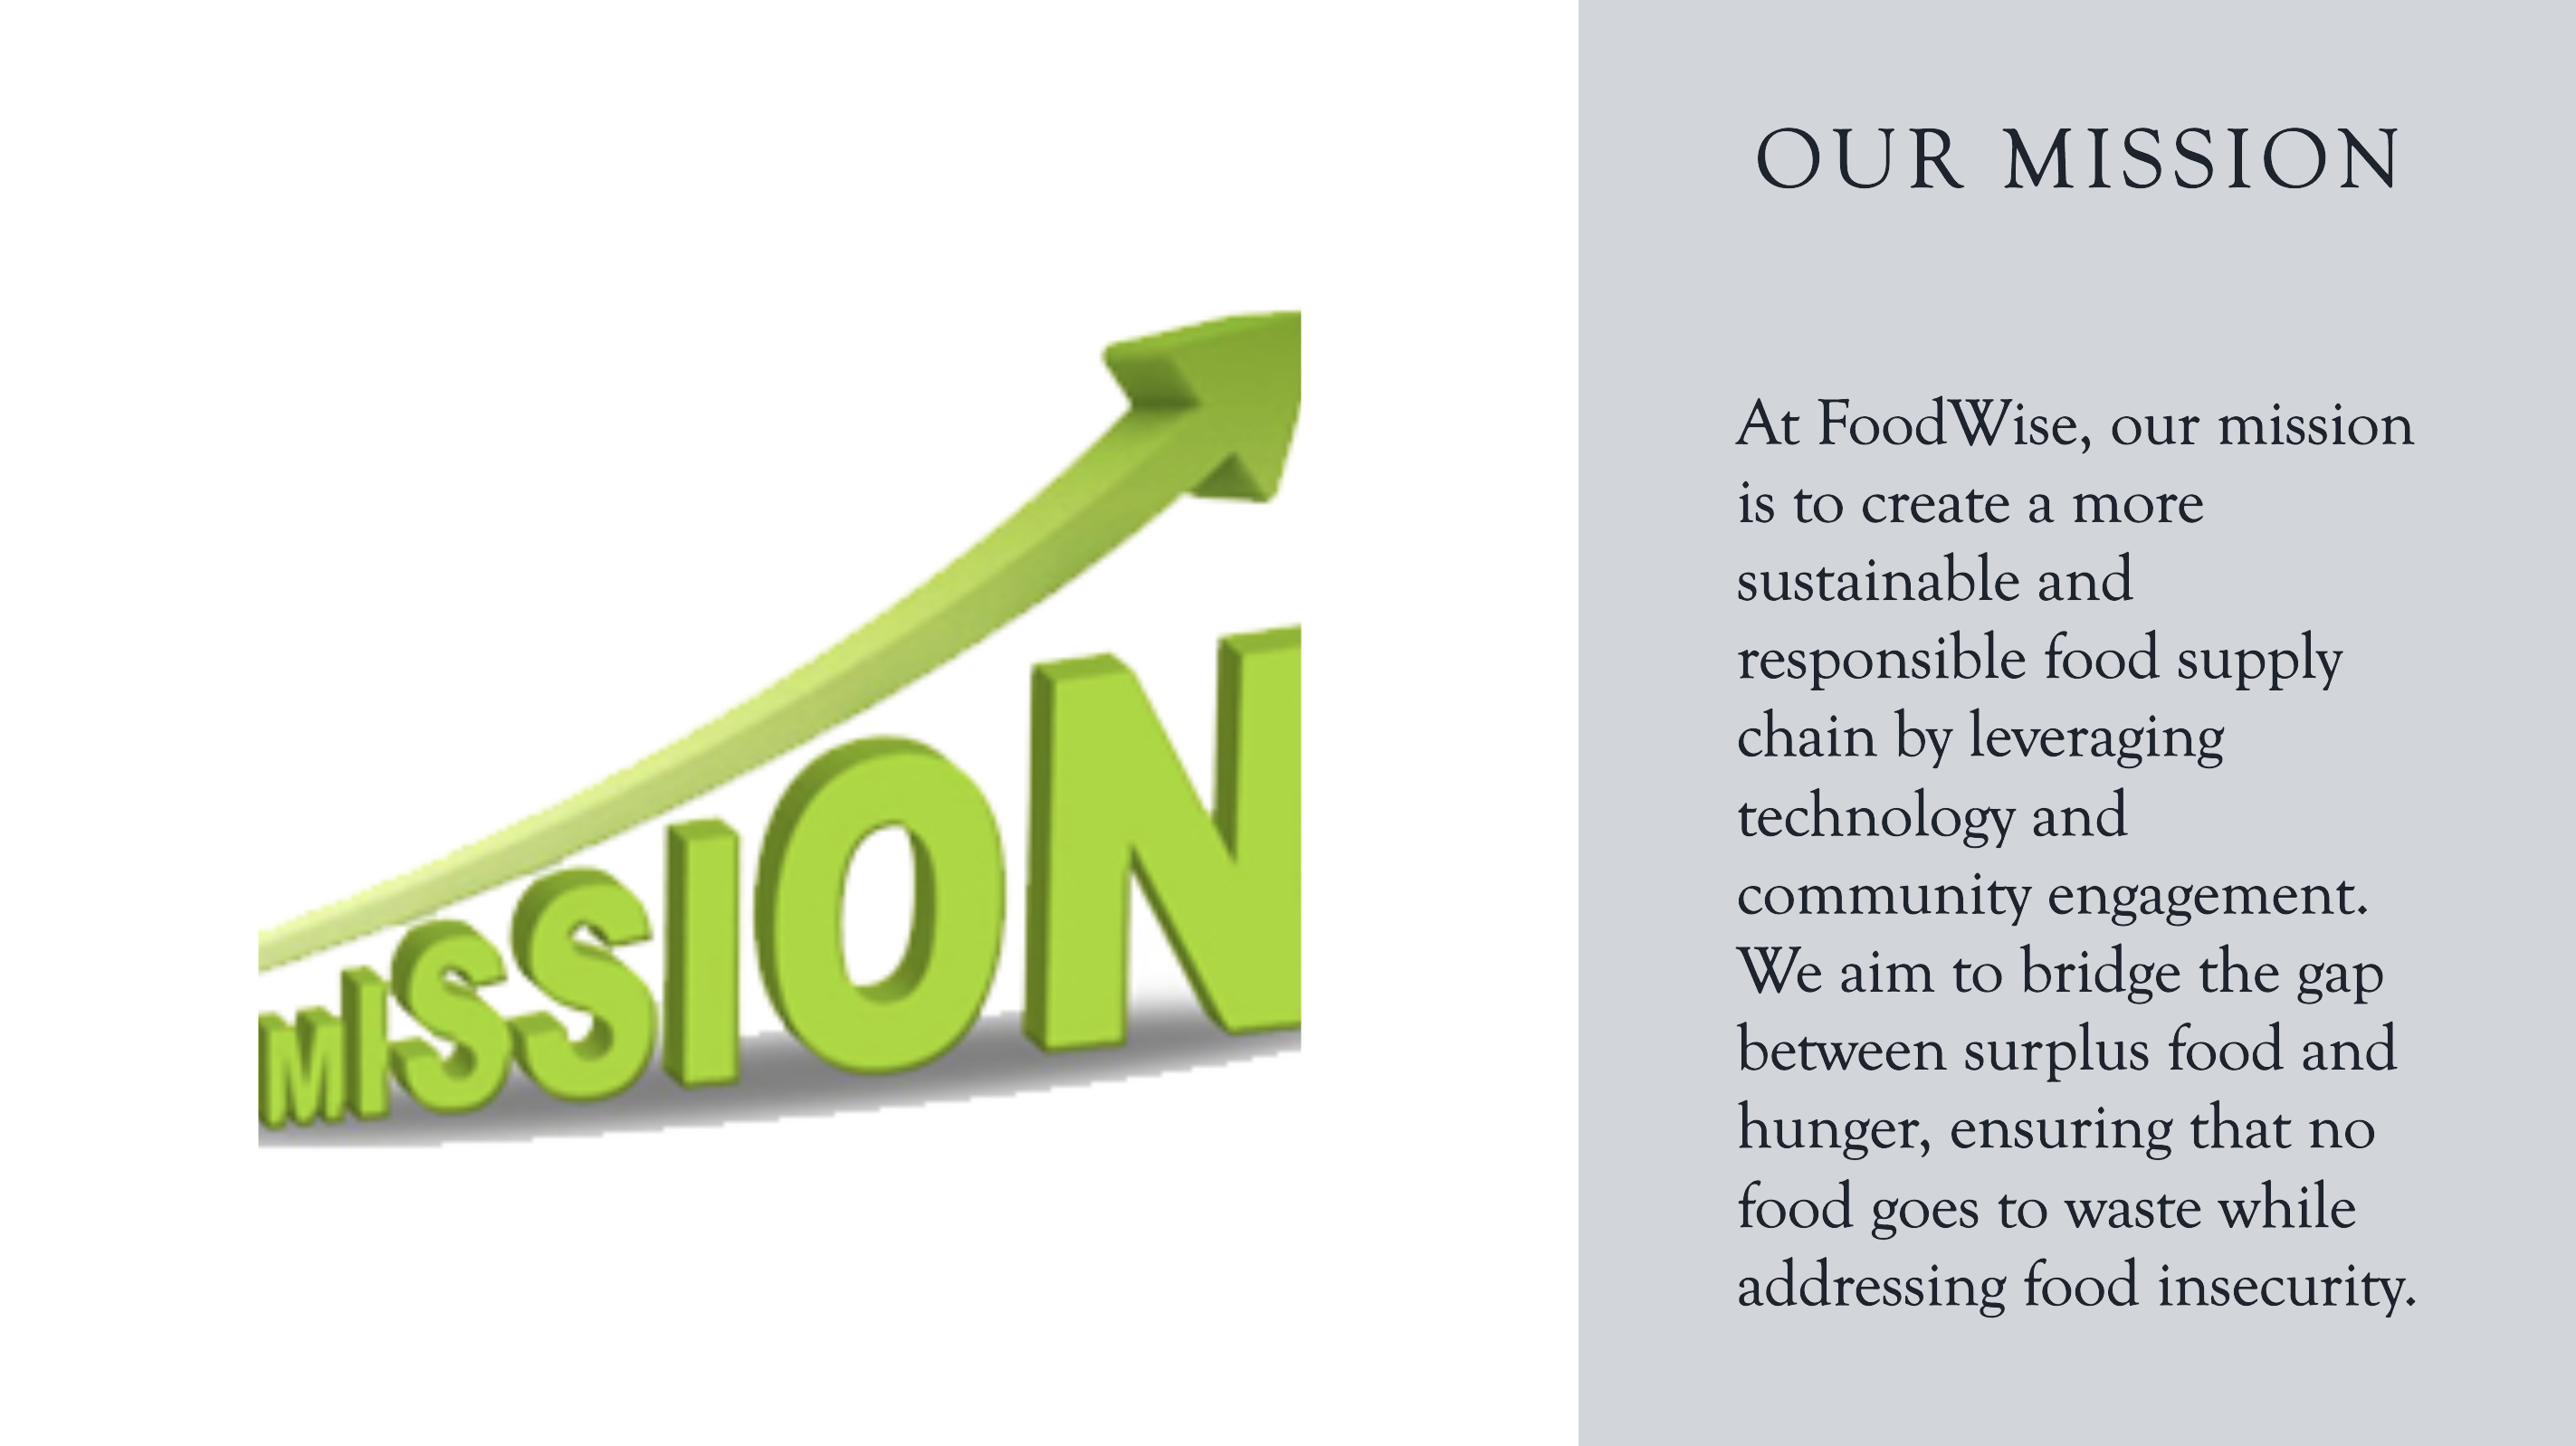 MISSION
OUR MISSION
At FoodWise, our mission
is to create a more
sustainable and
responsible food supply
chain by leveraging
technology and
community engagement.
We aim to bridge the gap
between surplus food and
hunger, ensuring that no
food goes to waste while
addressing food insecurity.